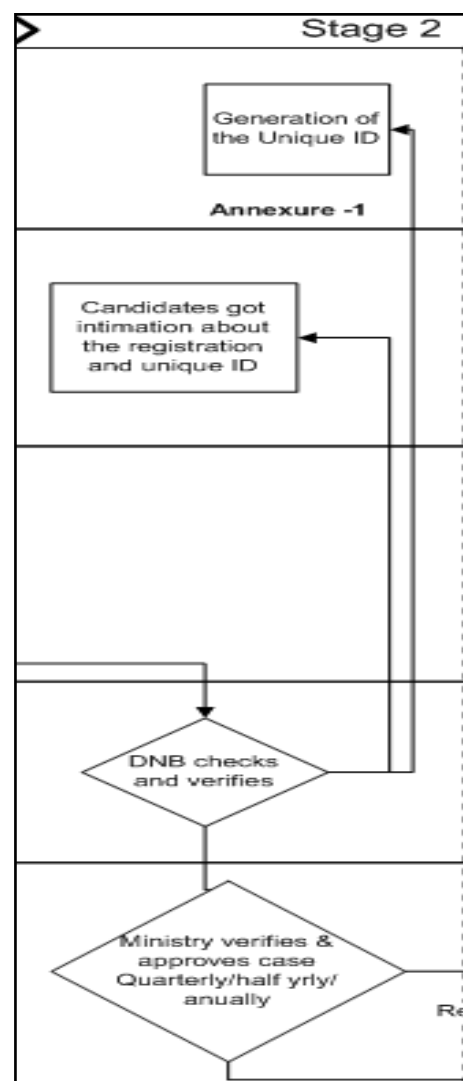 Stage 2
Generation of
the Unique ID
Annexure -1
Candidates got
intimation about
the registration
and unique ID
DNB checks
and verifies
Ministry verifies &
approves case
Quarterly/half yrly/
anually
Re